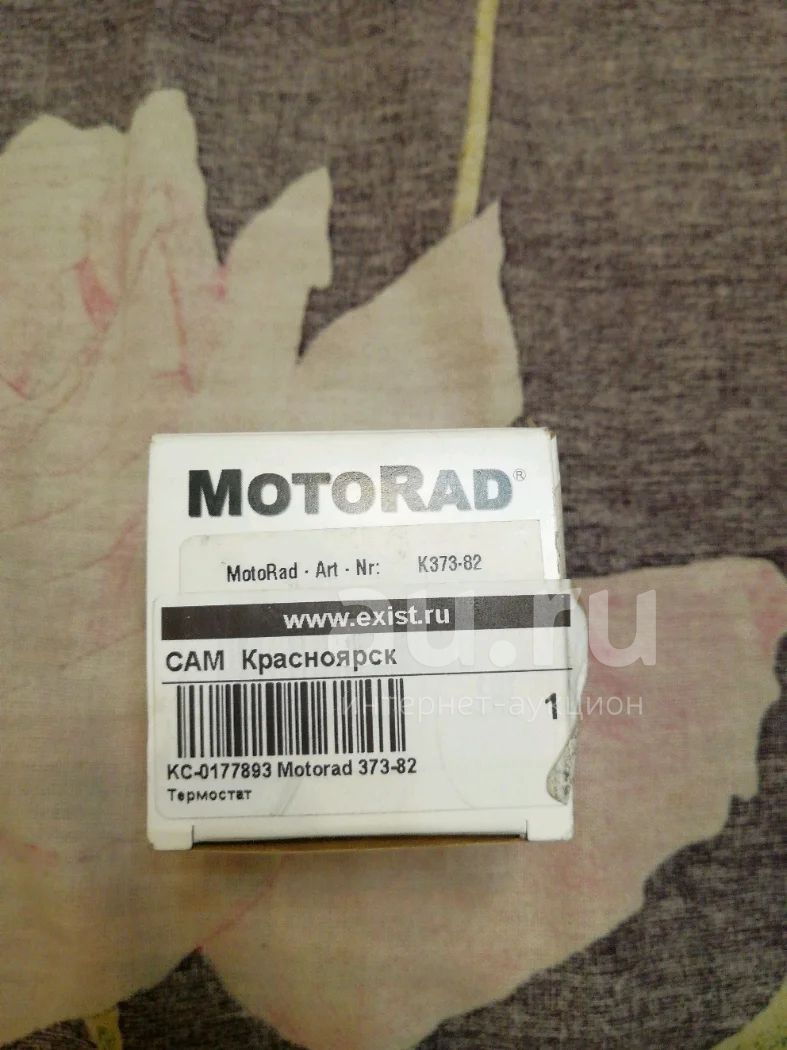 MOTORAD®
MotoRad - Art - Nr: K373-82
www.exist.ru
САМ Красноярск
1
КС-0177893 Motorad 373-82
Термостат
au.ru
интернет-аукцион